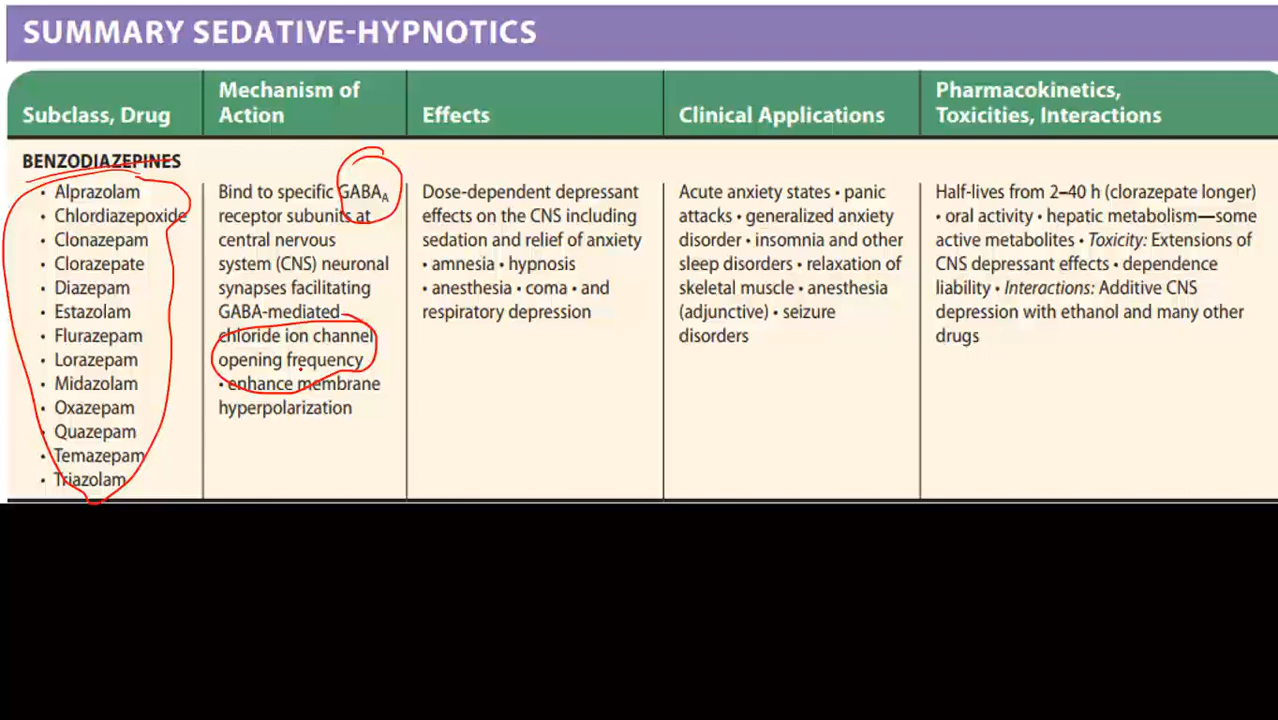 SUMMARY SEDATIVE-HYPNOTICS
Subclass, Drug
Mechanism of
Action
Effects
Clinical Applications
Pharmacokinetics,
Toxicities, Interactions
BENZODIAZEPINES
• Alprazolam
• Chlordiazepoxide
• Clonazepam
• Clorazepate
• Diazepam
• Estazolam
• Flurazepam
• Lorazepam
• Midazolam
• Oxazepam
• Quazepam
• Temazepam
• Triazolam
Bind to specific GABAA
receptor subunits at
central nervous
system (CNS) neuronal
synapses facilitating
GABA-mediated
chloride ion channel
opening frequency
• enhance membrane
hyperpolarization
Dose-dependent depressant
effects on the CNS including
sedation and relief of anxiety
• amnesia • hypnosis
• anesthesia • coma • and
respiratory depression
Acute anxiety states • panic
attacks • generalized anxiety
disorder • insomnia and other
sleep disorders • relaxation of
skeletal muscle • anesthesia
(adjunctive) • seizure
disorders
Half-lives from 2–40 h (clorazepate longer)
• oral activity • hepatic metabolism—some
active metabolites • Toxicity: Extensions of
CNS depressant effects • dependence
liability • Interactions: Additive CNS
depression with ethanol and many other
drugs